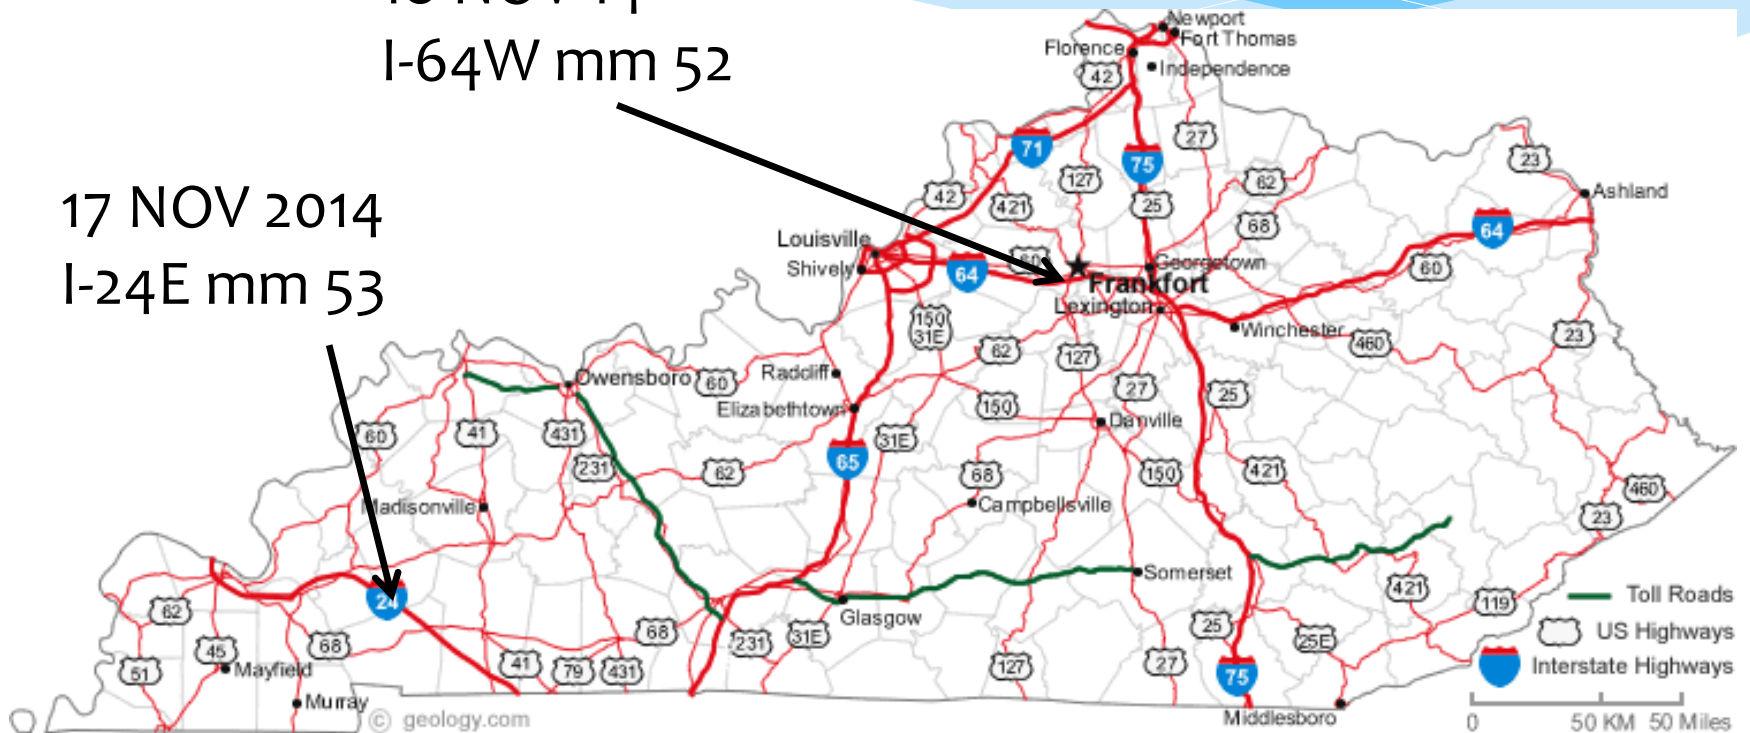 I-64W mm 52
17 NOV 2014
I-24E mm 53
Newport
Fort Thomas
Florence
Independence
42
71
75
27
127
62
23
Ashland
42
421
25
68
64
Louisville
Shively
64
60
Georgetown
Frankfort
Lexington
60
150
31E
Winchester
62
127
460
23
Owensboro
60
Radcliff
27
25
Elizabethtown
150
Danville
60
41
431
31E
231
65
62
68
150
421
460
Madisonville
Campbellsville
23
24
Somerset
421
119
Toll Roads
62
Glasgow
US Highways
68
231
31E
25
25E
45
68
Interstate Highways
51
Mayfield
41
79
431
127
27
75
Murray
© geology.com
Middlesboro
0
50 KM
50 Miles